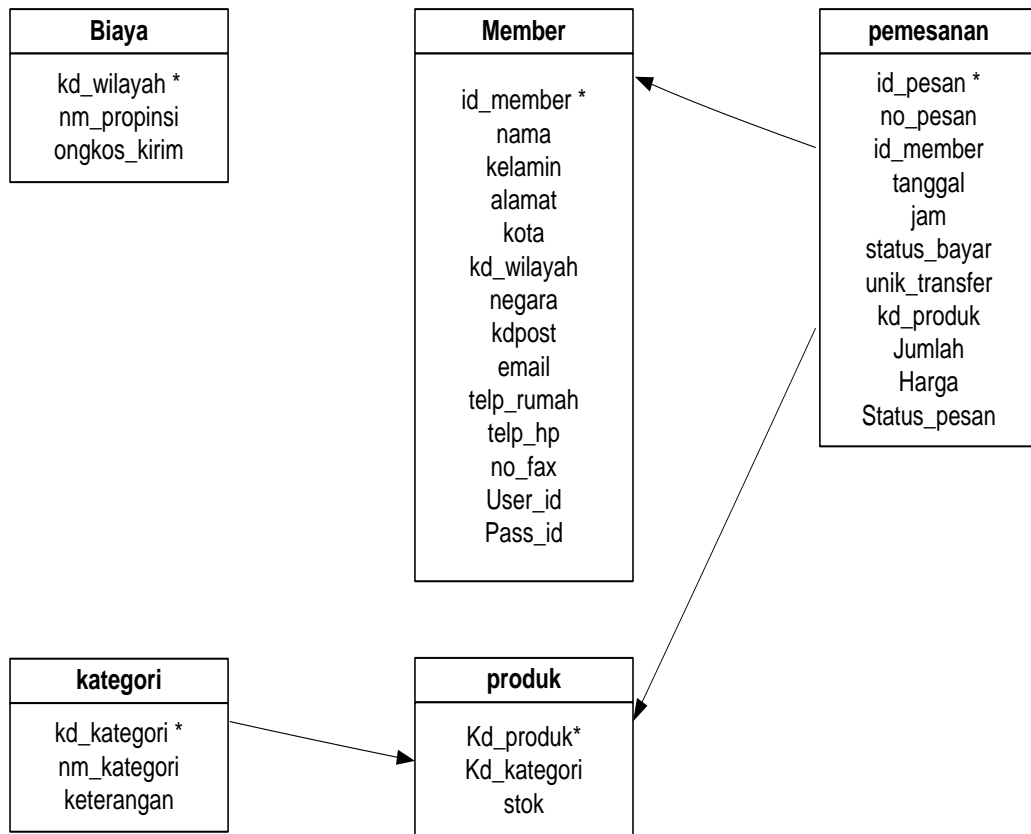 Biaya
kd_wilayah *
nm_propinsi
ongkos_kirim
Member
id_member *
nama
kelamin
alamat
kota
kd_wilayah
negara
kdpost
email
telp_rumah
telp_hp
no_fax
User_id
Pass_id
pemesanan
id_pesan *
no_pesan
id_member
tanggal
jam
status_bayar
unik_transfer
kd_produk
Jumlah
Harga
Status_pesan
kategori
kd_kategori *
nm_kategori
keterangan
produk
Kd_produk*
Kd_kategori
stok